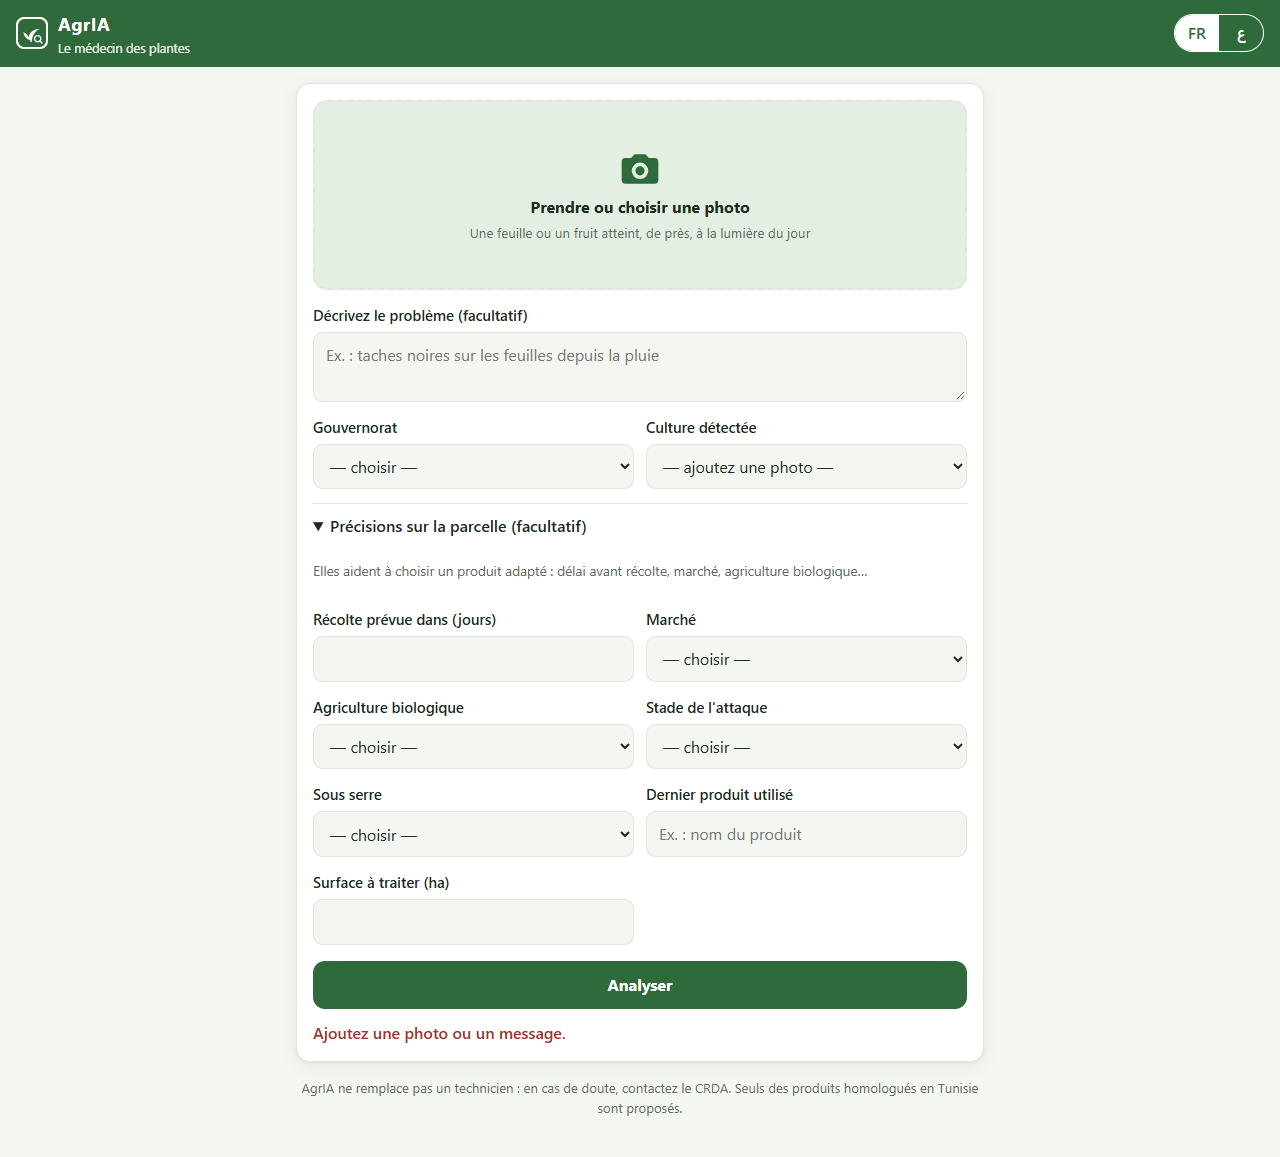 AgrIA
Le médecin des plantes
FR
ع
Prendre ou choisir une photo
Une feuille ou un fruit atteint, de près, à la lumière du jour
Décrivez le problème (facultatif)
Ex. : taches noires sur les feuilles depuis la pluie
Gouvernorat
Culture détectée
— choisir —
— ajoutez une photo —
Précisions sur la parcelle (facultatif)
Elles aident à choisir un produit adapté : délai avant récolte, marché, agriculture biologique…
Récolte prévue dans (jours)
Marché
— choisir —
Agriculture biologique
Stade de l'attaque
— choisir —
— choisir —
Sous serre
Dernier produit utilisé
— choisir —
Ex. : nom du produit
Surface à traiter (ha)
Analyser
Ajoutez une photo ou un message.
AgrIA ne remplace pas un technicien : en cas de doute, contactez le CRDA. Seuls des produits homologués en Tunisie
sont proposés.